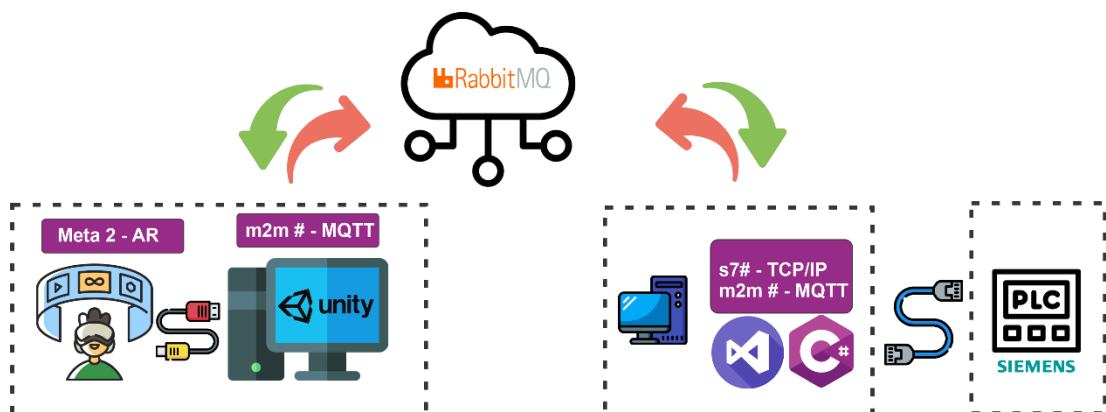 RabbitMQ
Meta 2 - AR
m2m # - MQTT
unity
s7# - TCP/IP
m2m # - MQTT
C#
PLC
SIEMENS